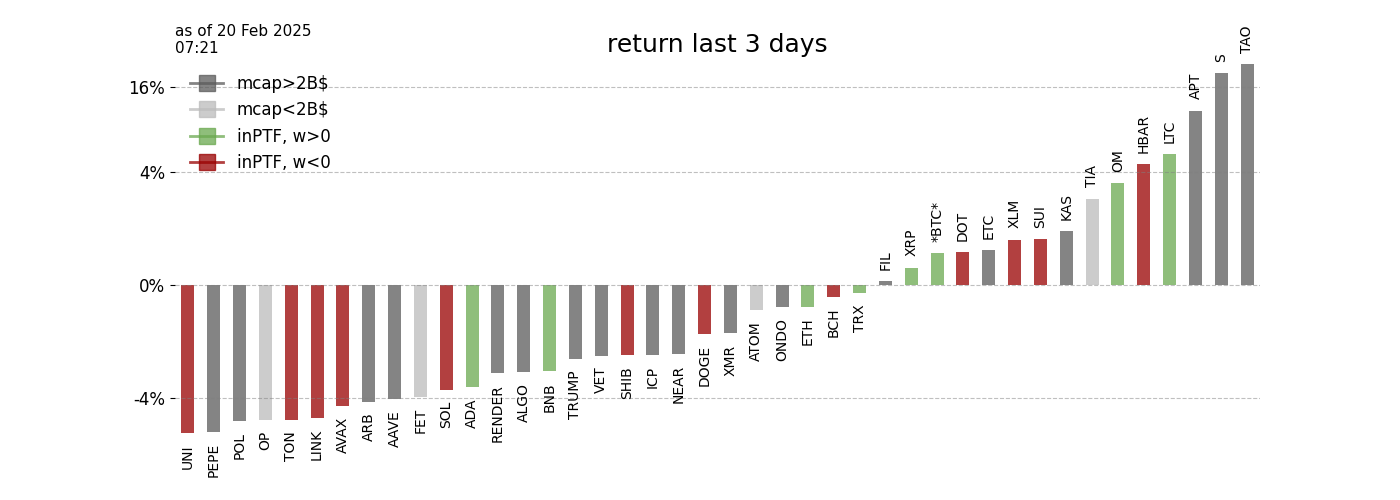 as of 20 Feb 2025
07:21
return last 3 days
mcap>2B$
mcap<2B$
inPTF, w>0
inPTF, w<0
16%
4%
0%
-4%
UNI
PEPE
POL
OP
TON
LINK
AVAX
ARB
AAVE
FET
SOL
ADA
RENDER
ALGO
BNB
TRUMP
VET
SHIB
ICP
NEAR
DOGE
XMR
ATOM
ONDO
ETH
BCH
TRX
FIL
XRP
*BTC*
DOT
ETC
XLM
SUI
KAS
TIA
OM
HBAR
LTC
APT
S
TAO